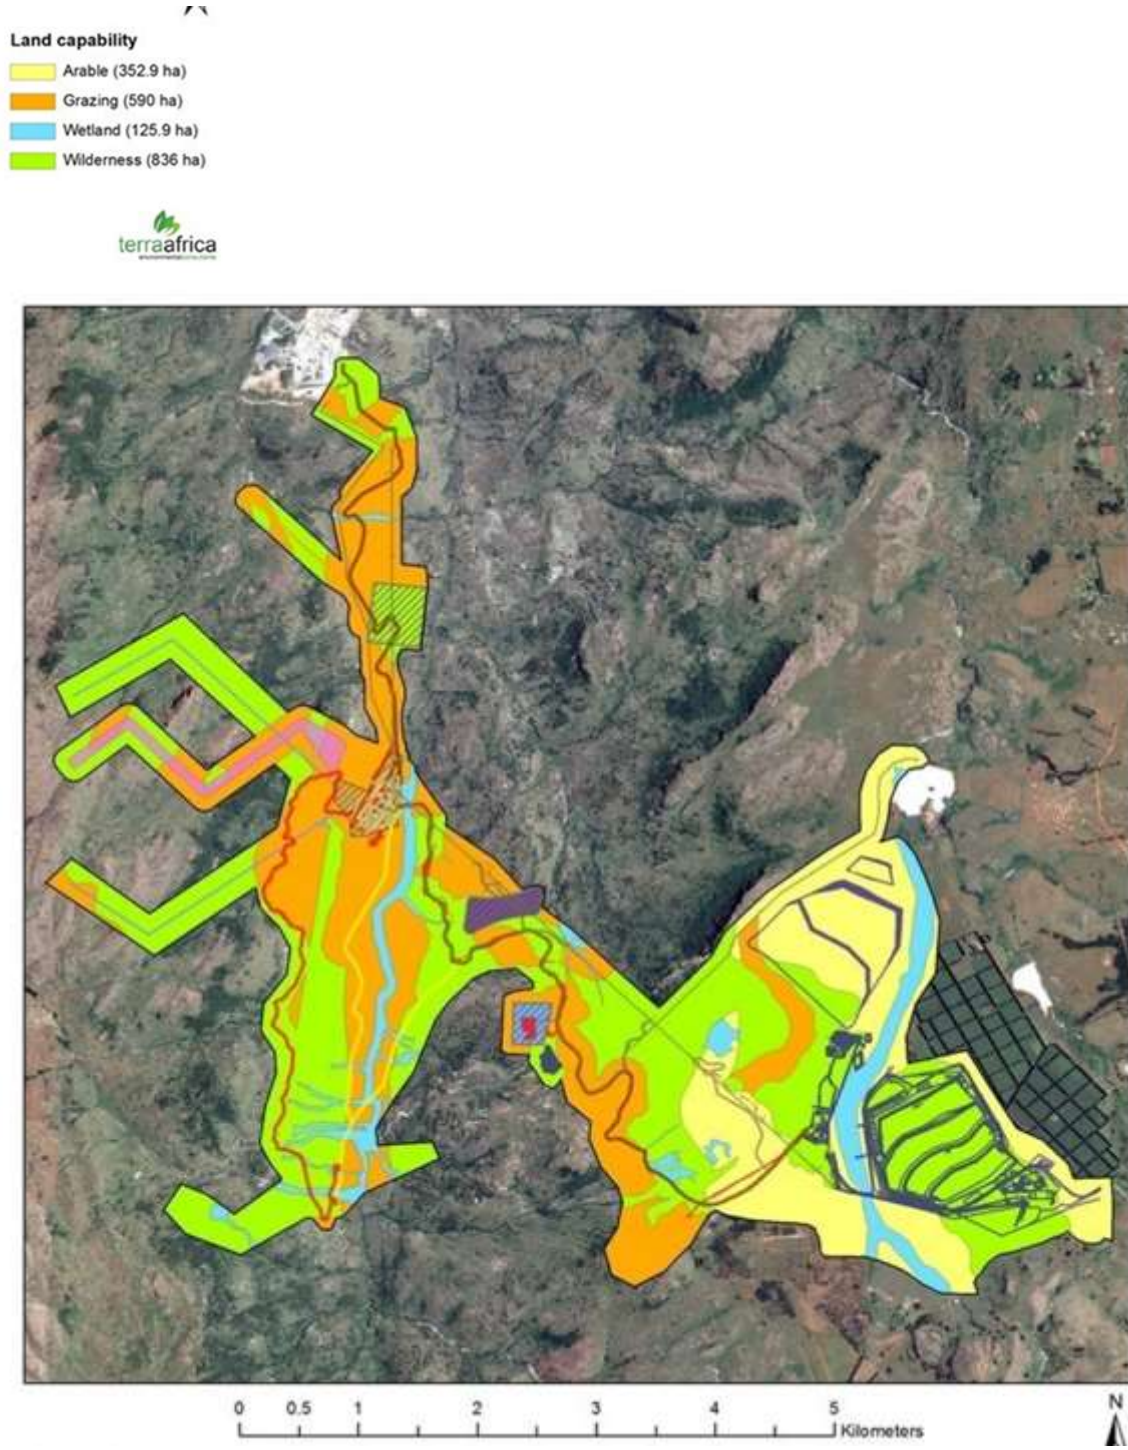 Land capability
Arable (352.9 ha)
Grazing (590 ha)
Wetland (125.9 ha)
Wilderness (836 ha)
terraafrica
0 0.5 1 2 3 4 5
Kilometers
N